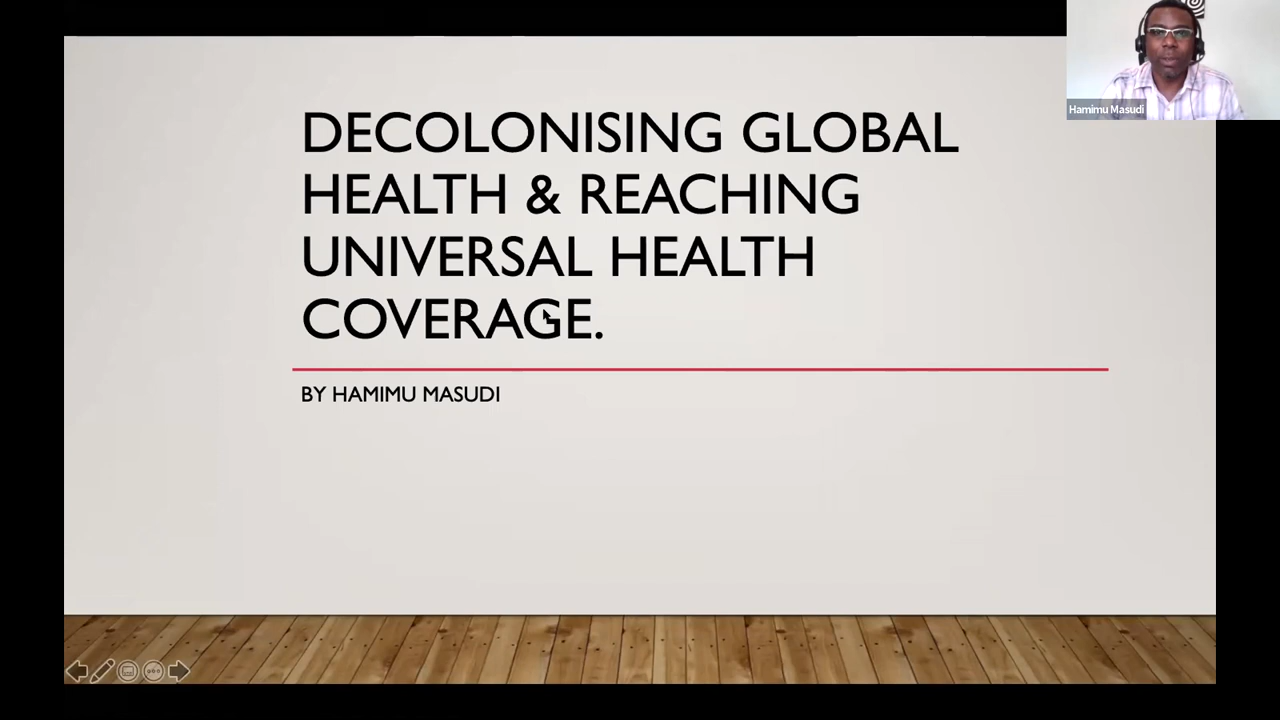 Hamimu Masudi
DECOLONISING GLOBAL
HEALTH & REACHING
UNIVERSAL HEALTH
COVERAGE.
BY HAMIMU MASUDI